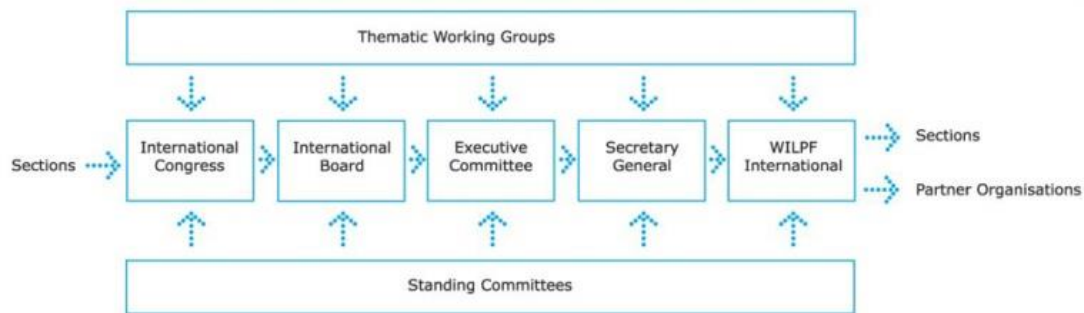 Thematic Working Groups
Sections
International
Congress
International
Board
Executive
Committee
Secretary
General
WILPF
International
Sections
Partner Organisations
Standing Committees